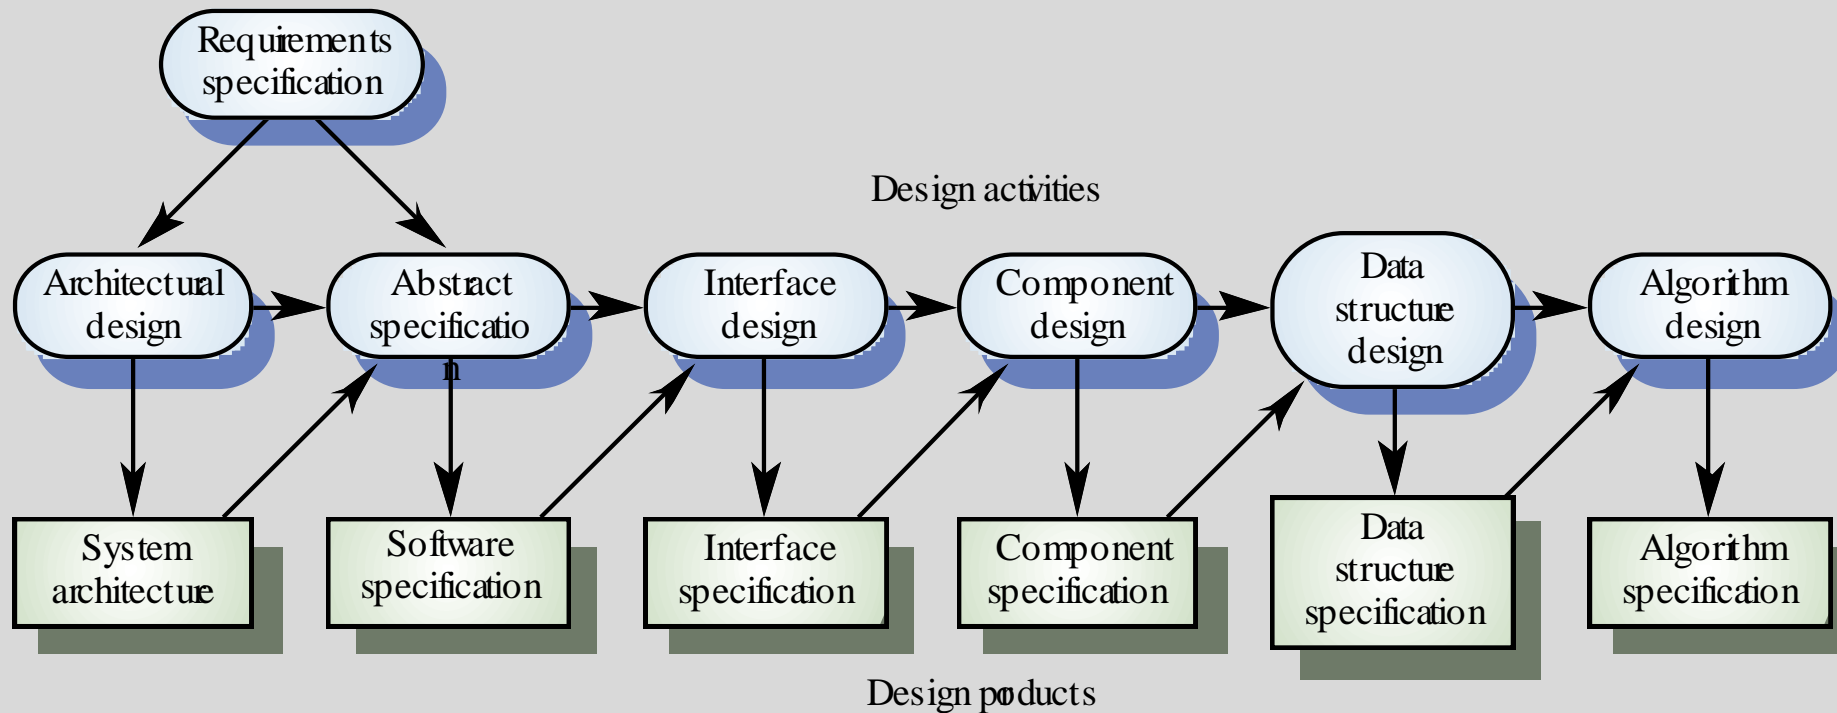 Requirements
specification
Design activities
Architectural
design
Abstract
specificatio
n
Interface
design
Component
design
Data
structure
design
Algorithm
design
System
architecture
Software
specification
Interface
specification
Component
specification
Data
structure
specification
Algorithm
specification
Design products